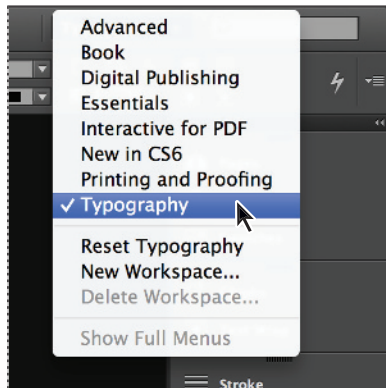 Advanced
Book
Digital Publishing
Essentials
Interactive for PDF
New in CS6
Printing and Proofing
✓ Typography
Reset Typography
New Workspace...
Delete Workspace...
Show Full Menus
Stroke